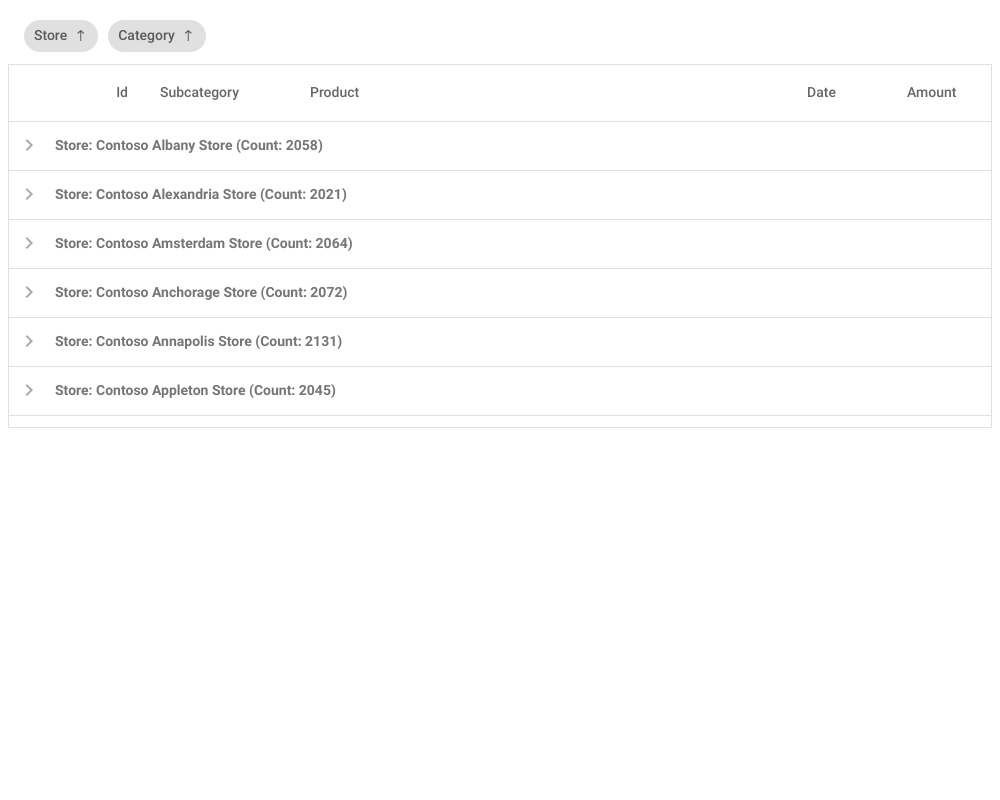 Store ↑ Category ↑
Id Subcategory Product Date Amount
Store: Contoso Albany Store (Count: 2058)
Store: Contoso Alexandria Store (Count: 2021)
Store: Contoso Amsterdam Store (Count: 2064)
Store: Contoso Anchorage Store (Count: 2072)
Store: Contoso Annapolis Store (Count: 2131)
Store: Contoso Appleton Store (Count: 2045)